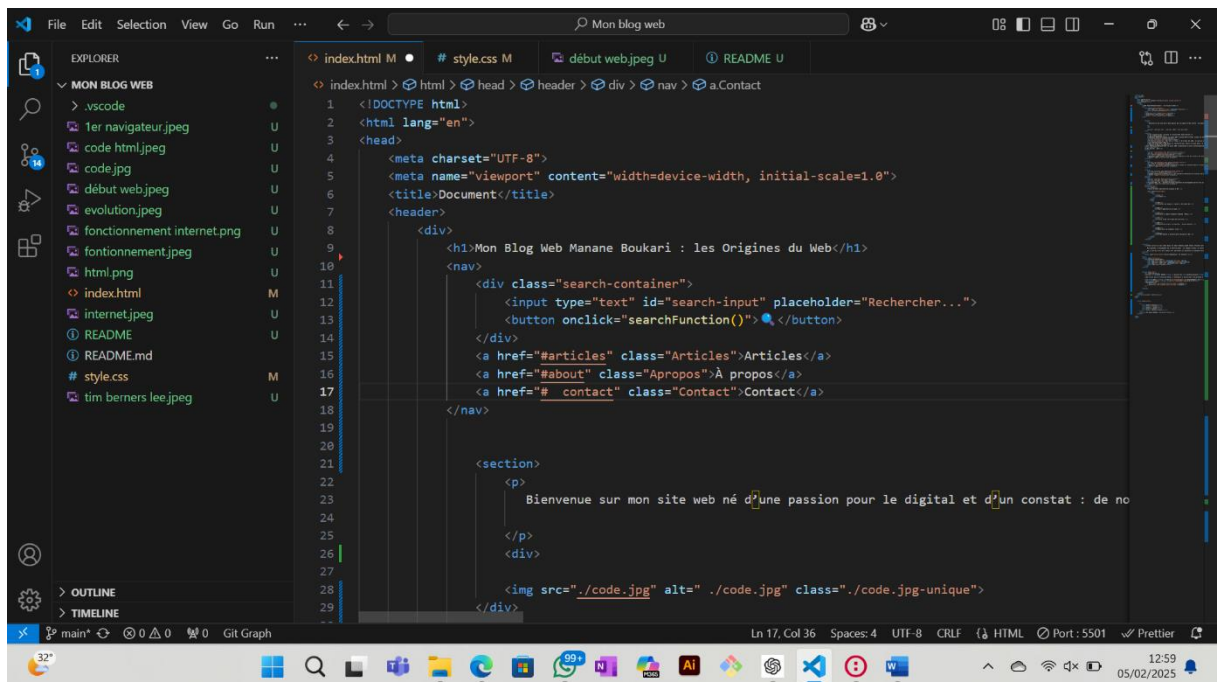 File Edit Selection View Go Run ··· Mon blog web
EXPLORER ···
MON BLOG WEB
.vscode
1er navigateur.jpeg U
code html.jpeg U
code.jpg U
début web.jpeg U
evolution.jpeg U
fonctionnement internet.png U
fontionnement.jpeg U
html.png U
index.html M
internet.jpeg U
README U
README.md
style.css M
tim berners lee.jpeg U
OUTLINE
TIMELINE
1
14
index.html M # style.css M début web.jpeg U README U
index.html > html > head > header > div > nav > a.Contact
1 <!DOCTYPE html>
2 <html lang="en">
3 <head>
4 <meta charset="UTF-8">
5 <meta name="viewport" content="width=device-width, initial-scale=1.0">
6 <title>Document</title>
7 <header>
8 <div>
9 <h1>Mon Blog Web Manane Boukari : les Origines du Web</h1>
10 <nav>
11 <div class="search-container">
12 <input type="text" id="search-input" placeholder="Rechercher...">
13 <button onclick="searchFunction()">🔍</button>
14 </div>
15 <a href="#articles" class="Articles">Articles</a>
16 <a href="#about" class="Apropos">À propos</a>
17 <a href="#  contact" class="Contact">Contact</a>
18 </nav>
19
20
21 <section>
22 <p>
23 Bienvenue sur mon site web né d’une passion pour le digital et d’un constat : de no
24
25 </p>
26 <div>
27
28 <img src="./code.jpg" alt=" ./code.jpg" class="./code.jpg-unique">
29 </div>
main* 0 0 0 Git Graph Ln 17, Col 36 Spaces: 4 UTF-8 CRLF HTML Port : 5501 Prettier
32° 99+ M365 Ai 12:59
05/02/2025